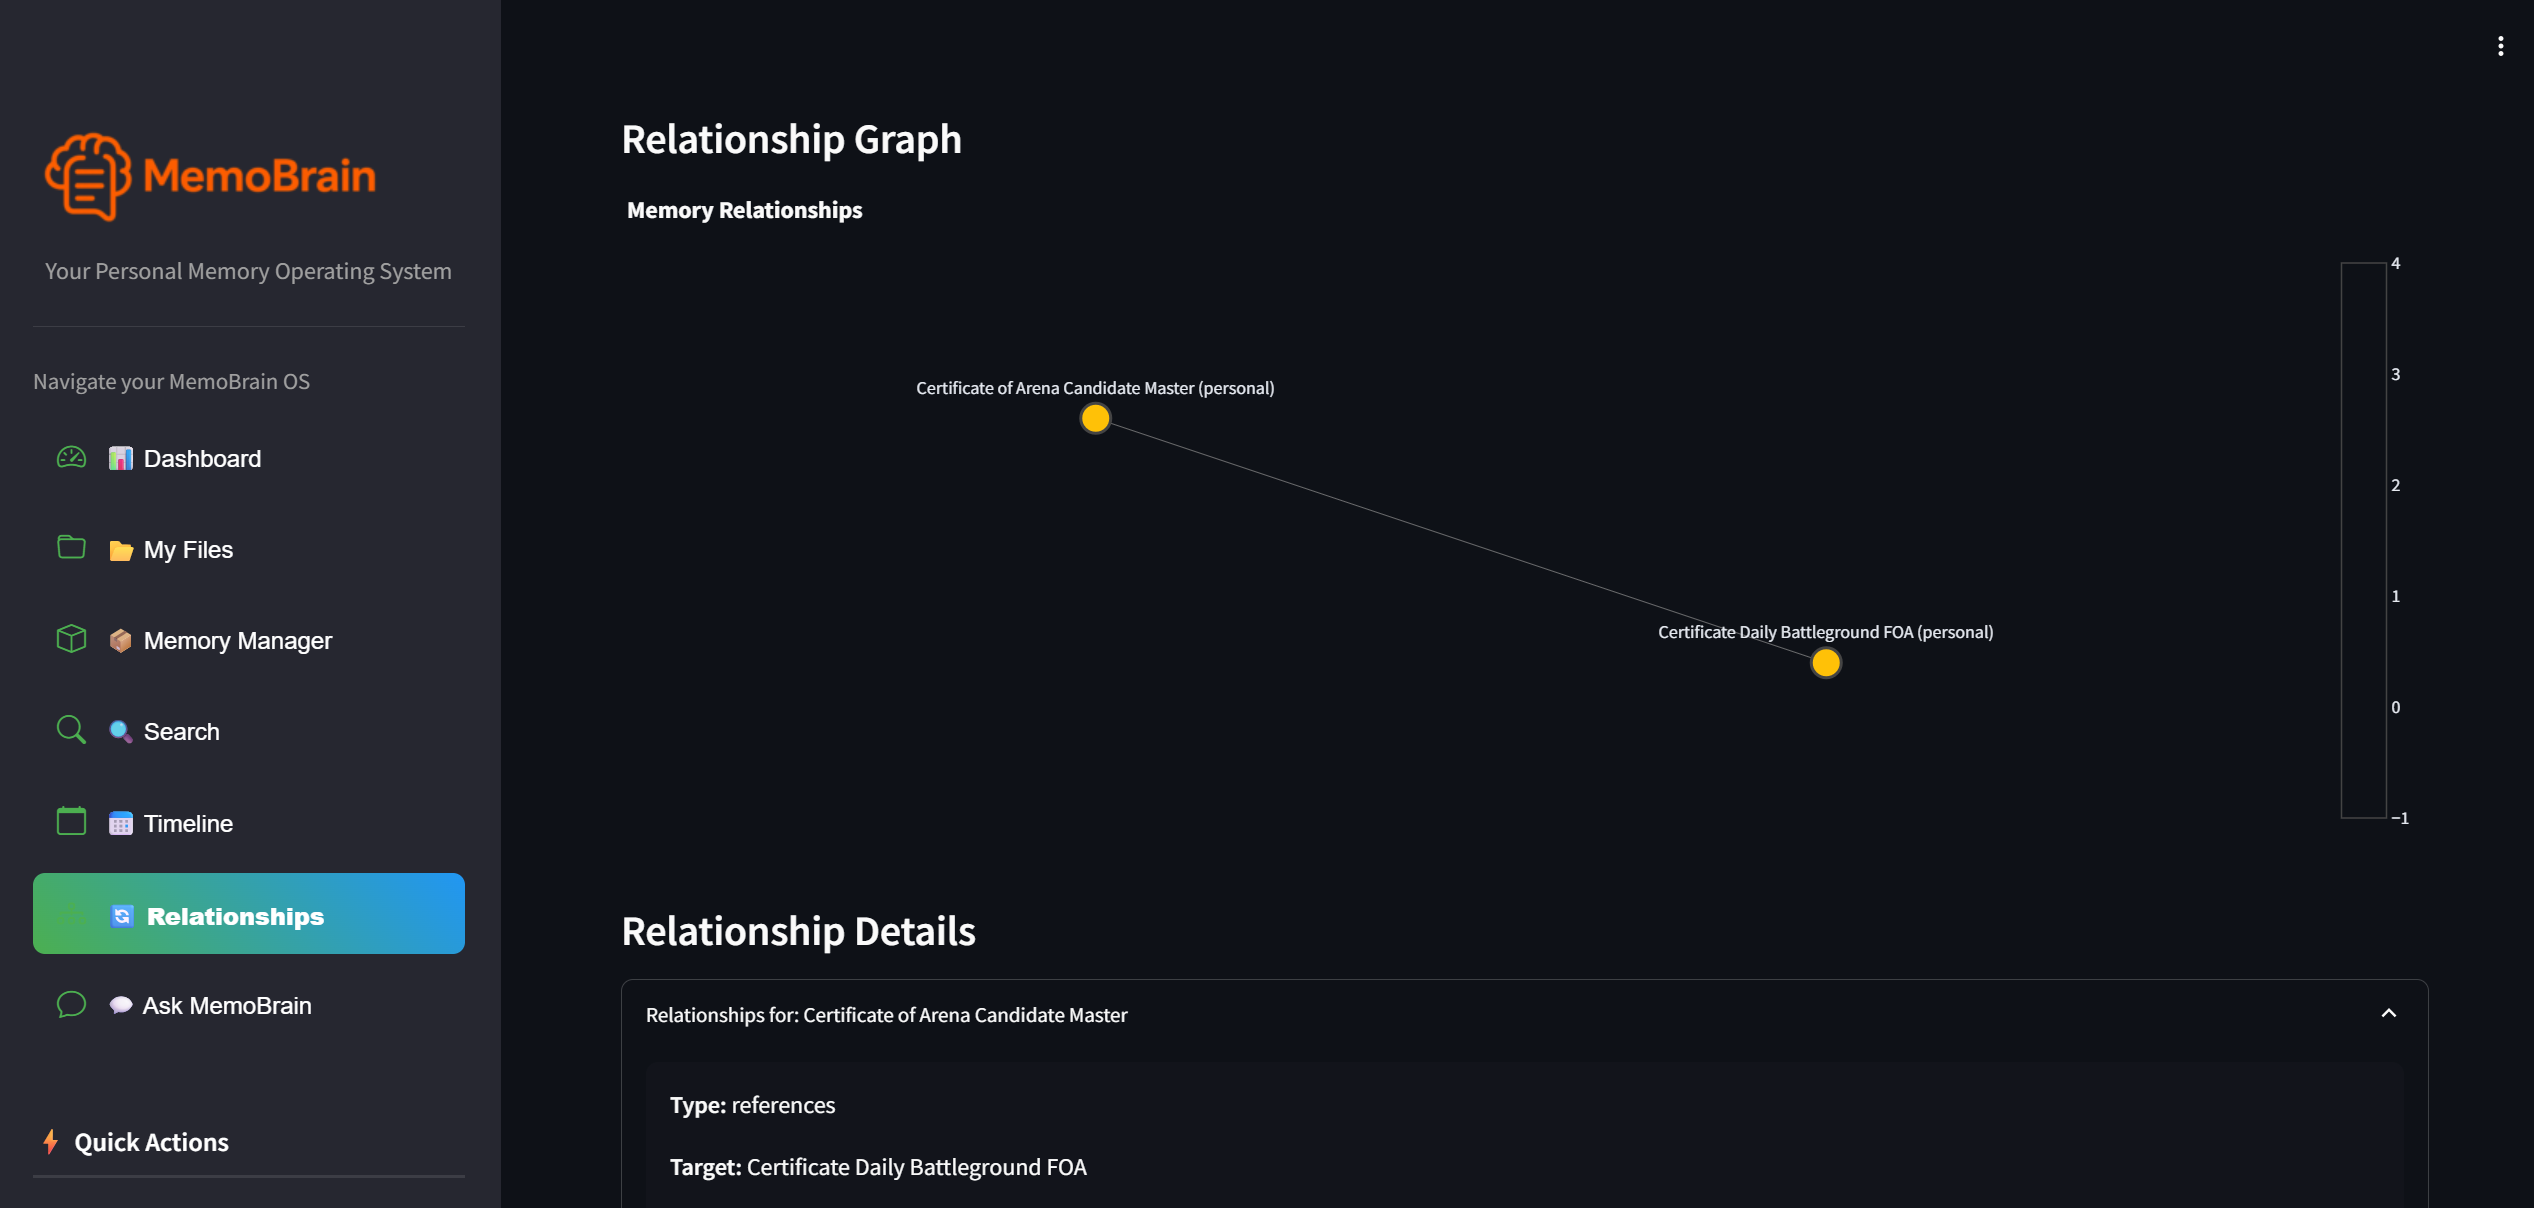 MemoBrain
Your Personal Memory Operating System
Navigate your MemoBrain OS
Dashboard
My Files
Memory Manager
Search
Timeline
Relationships
Ask MemoBrain
Quick Actions
Relationship Graph
Memory Relationships
Certificate of Arena Candidate Master (personal)
Certificate Daily Battleground FOA (personal)
4
3
2
1
0
−1
Relationship Details
Relationships for: Certificate of Arena Candidate Master
Type: references
Target: Certificate Daily Battleground FOA